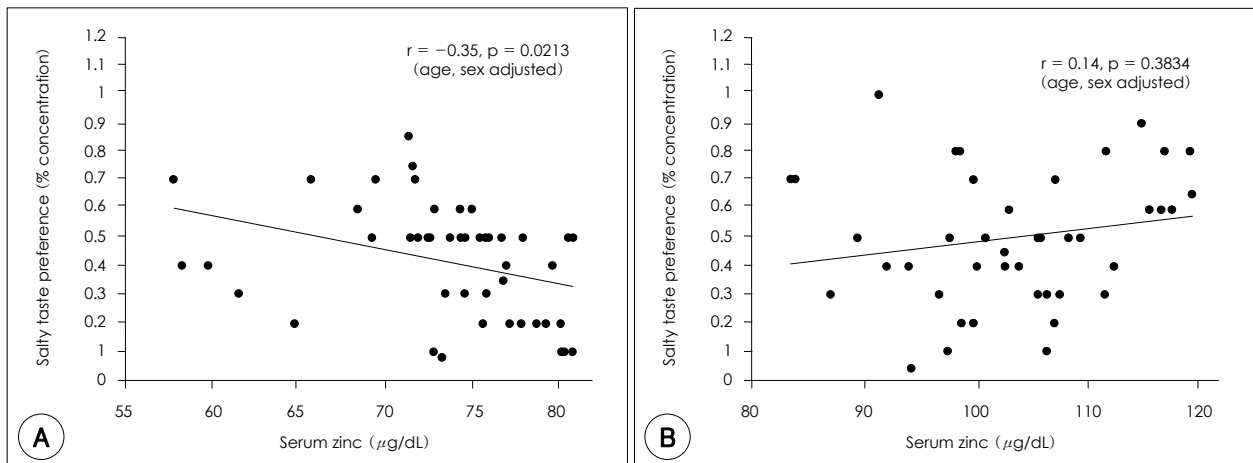 1.2
1.1
1
0.9
0.8
0.7
0.6
0.5
0.4
0.3
0.2
1
0
Salty taste preference (% concentration)
r = −0.35, p = 0.0213
(age, sex adjusted)
55 60 65 70 75 80
Serum zinc (μg/dL)
A
1.2
1.1
1
0.9
0.8
0.7
0.6
0.5
0.4
0.3
0.2
1
0
Salty taste preference (% concentration)
r = 0.14, p = 0.3834
(age, sex adjusted)
80 90 100 110 120
Serum zinc (μg/dL)
B